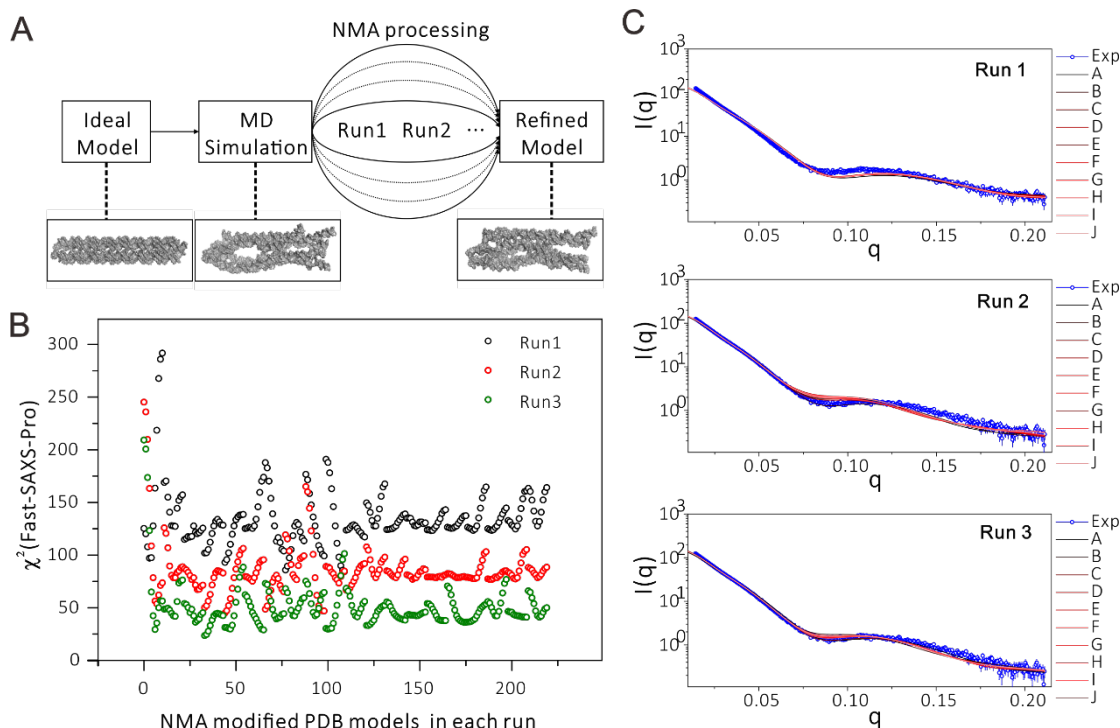 A
NMA processing
Ideal
Model
MD
Simulation
Run1 Run2 ...
Refined
Model
B
χ²(Fast-SAXS-Pro)
300
250
200
150
100
50
0
Run1
Run2
Run3
0 50 100 150 200
NMA modified PDB models in each run
C
I(q)
10³
10²
10¹
10⁰
Run 1
0.05 0.10 0.15 0.20
q
Exp
A
B
C
D
E
F
G
H
I
J
I(q)
10³
10²
10¹
10⁰
Run 2
0.05 0.10 0.15 0.20
q
Exp
A
B
C
D
E
F
G
H
I
J
I(q)
10³
10²
10¹
10⁰
Run 3
0.05 0.10 0.15 0.20
q
Exp
A
B
C
D
E
F
G
H
I
J